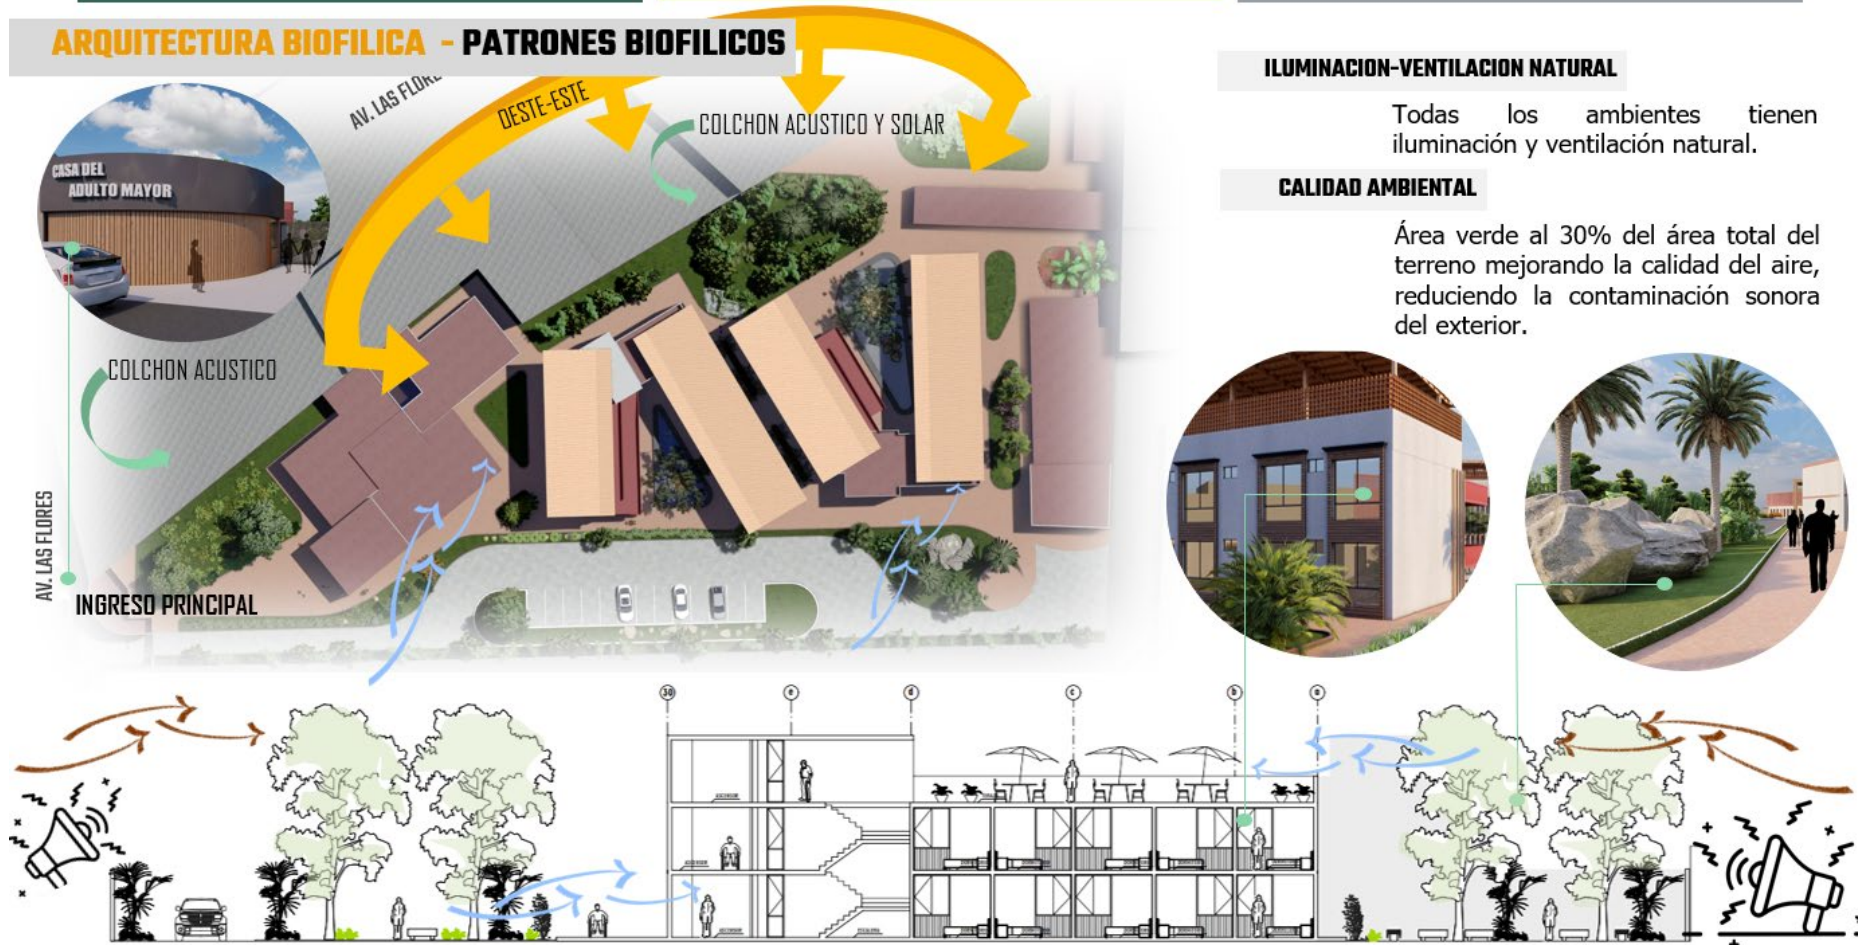 ARQUITECTURA BIOFILICA - PATRONES BIOFILICOS
AV. LAS FLORE
OESTE-ESTE
COLCHON ACUSTICO Y SOLAR
CASA DEL
ADULTO MAYOR
COLCHON ACUSTICO
AV. LAS FLORES
INGRESO PRINCIPAL
ILUMINACION-VENTILACION NATURAL
Todas los ambientes tienen
iluminación y ventilación natural.
CALIDAD AMBIENTAL
Área verde al 30% del área total del
terreno mejorando la calidad del aire,
reduciendo la contaminación sonora
del exterior.
30 e d c b a